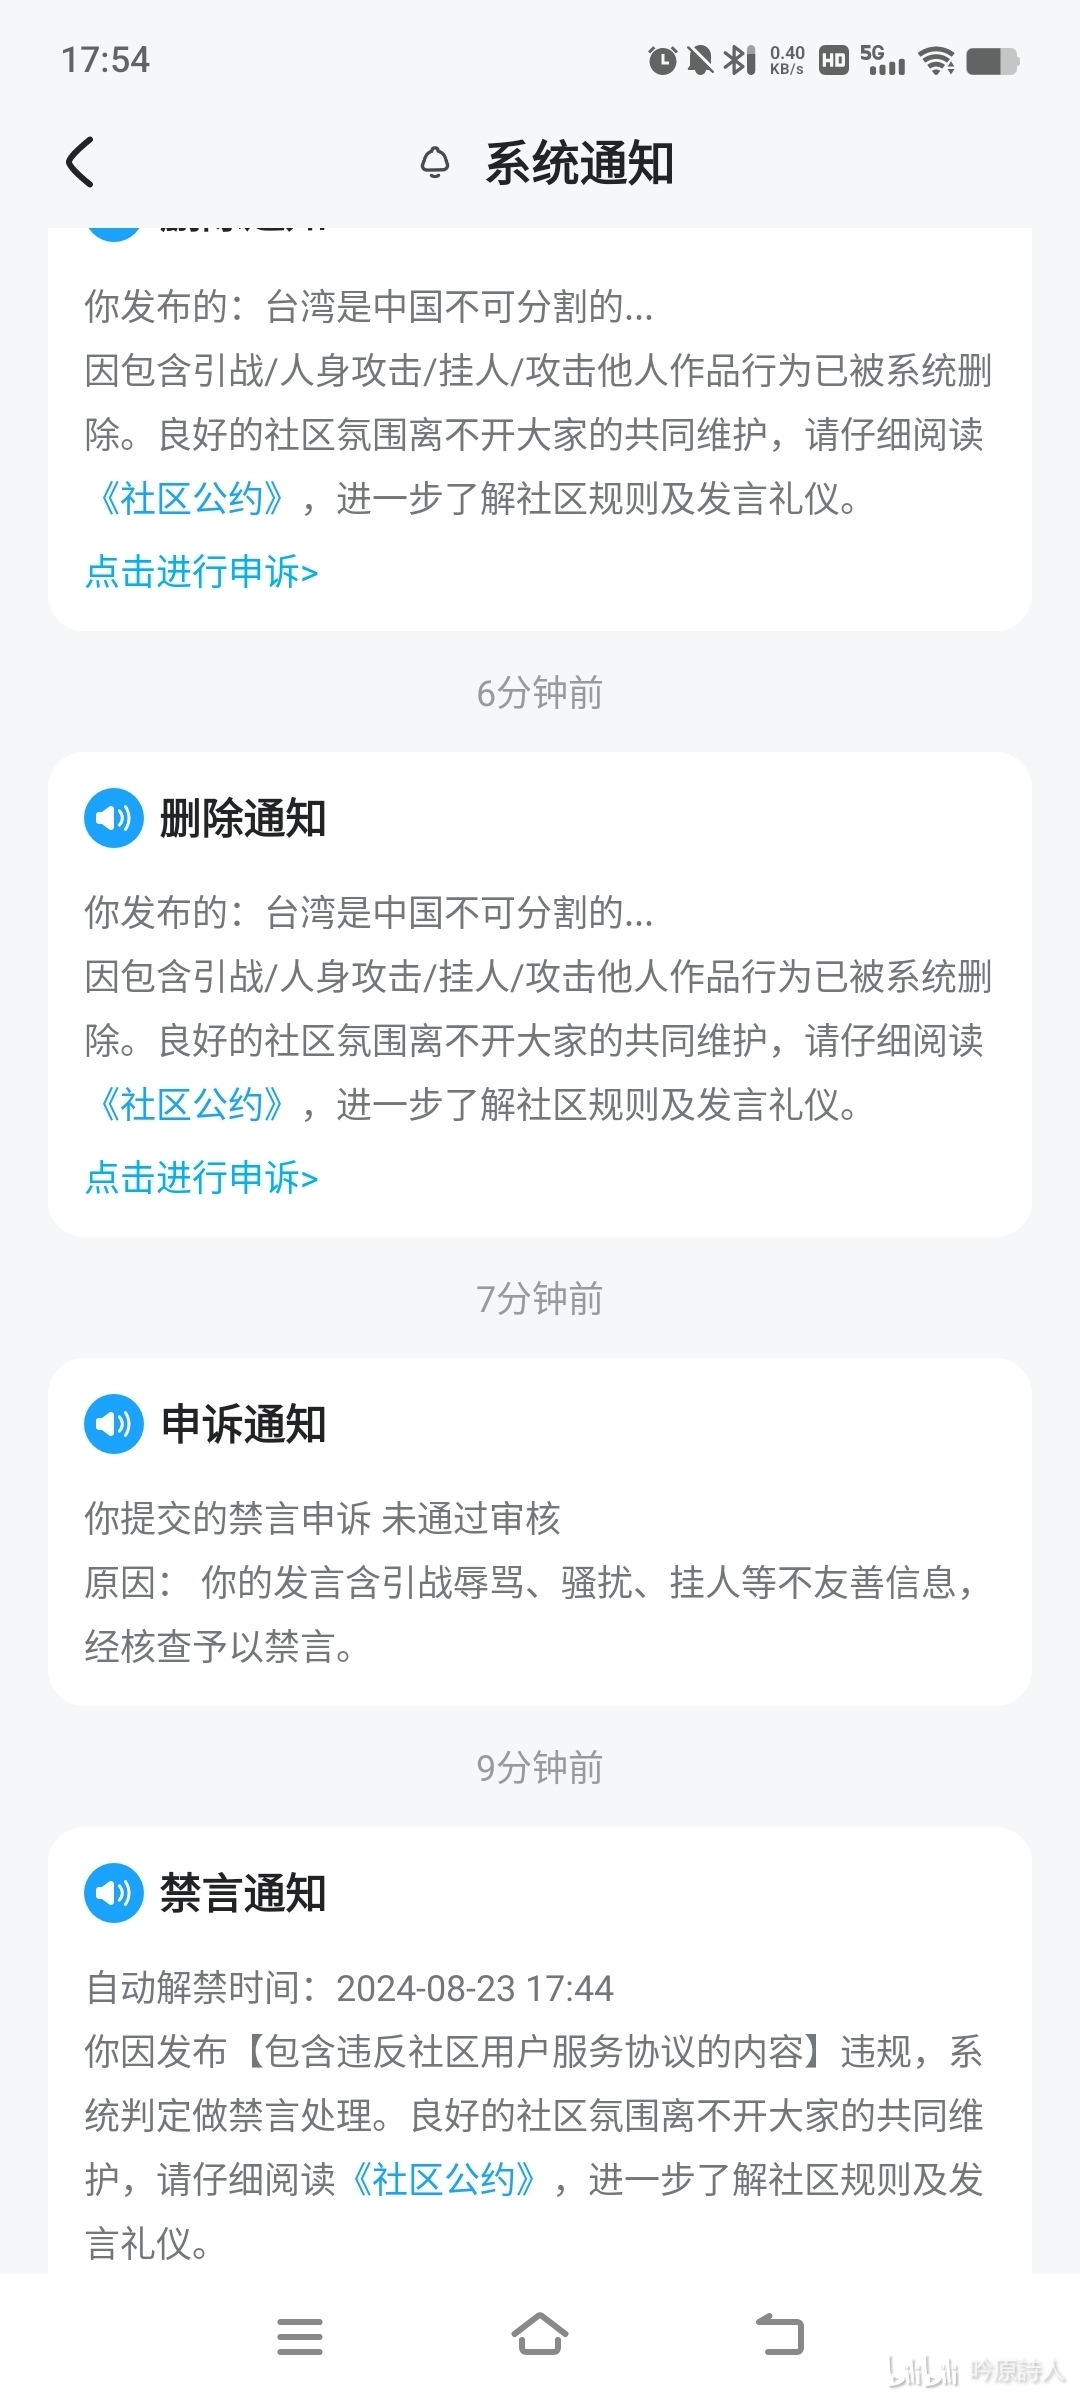 17:54
0.40
KB/s
HD
5G
系统通知
你发布的：台湾是中国不可分割的...
因包含引战/人身攻击/挂人/攻击他人作品行为已被系统删
除。良好的社区氛围离不开大家的共同维护，请仔细阅读
《社区公约》，进一步了解社区规则及发言礼仪。
点击进行申诉>
6分钟前
删除通知
你发布的：台湾是中国不可分割的...
因包含引战/人身攻击/挂人/攻击他人作品行为已被系统删
除。良好的社区氛围离不开大家的共同维护，请仔细阅读
《社区公约》，进一步了解社区规则及发言礼仪。
点击进行申诉>
7分钟前
申诉通知
你提交的禁言申诉 未通过审核
原因： 你的发言含引战辱骂、骚扰、挂人等不友善信息，
经核查予以禁言。
9分钟前
禁言通知
自动解禁时间：2024-08-23 17:44
你因发布【包含违反社区用户服务协议的内容】违规，系
统判定做禁言处理。良好的社区氛围离不开大家的共同维
护，请仔细阅读《社区公约》，进一步了解社区规则及发
言礼仪。
bilibili 吟原詩人